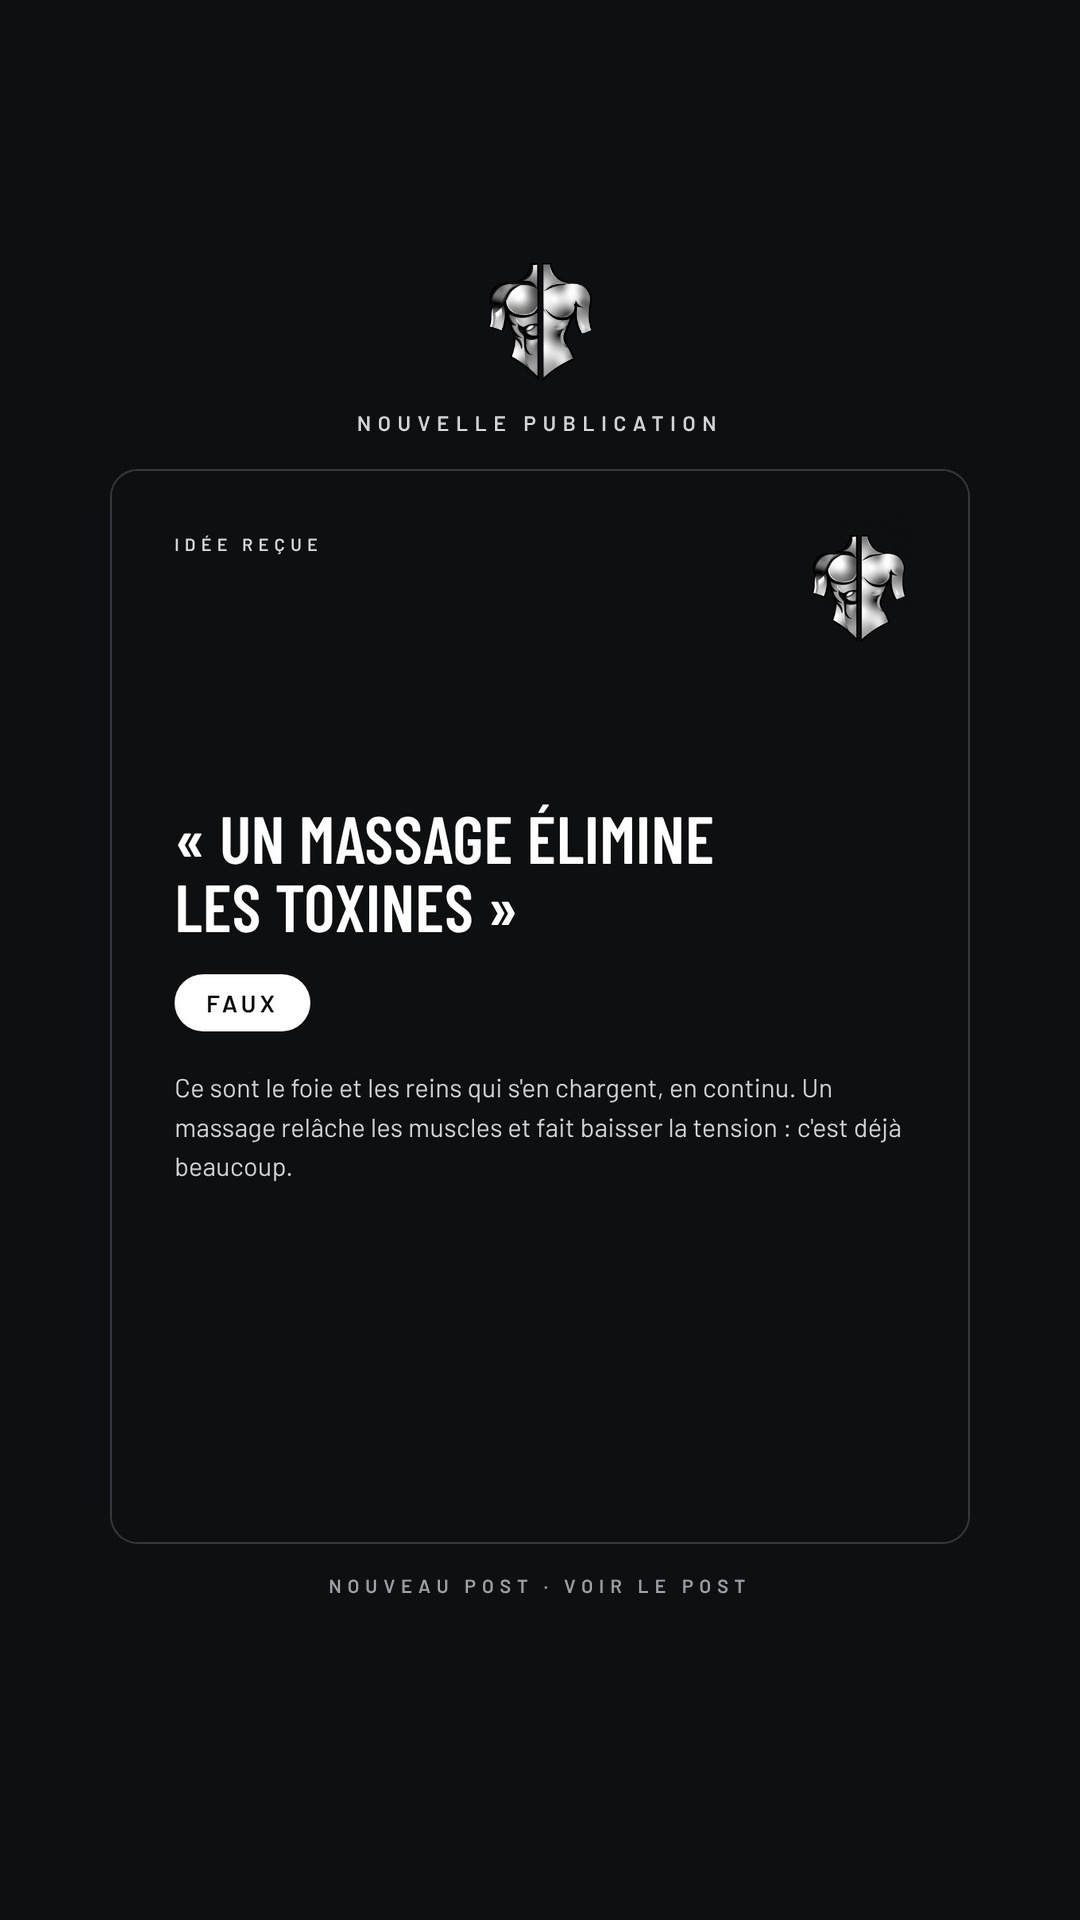 NOUVELLE PUBLICATION
IDÉE REÇUE
« UN MASSAGE ÉLIMINE
LES TOXINES »
FAUX
Ce sont le foie et les reins qui s'en chargent, en continu. Un
massage relâche les muscles et fait baisser la tension : c'est déjà
beaucoup.
NOUVEAU POST · VOIR LE POST